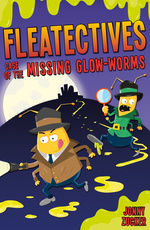 FLEATECTIVES
CASE OF THE MISSING GLOW-WORMS
JONNY
ZUCKER